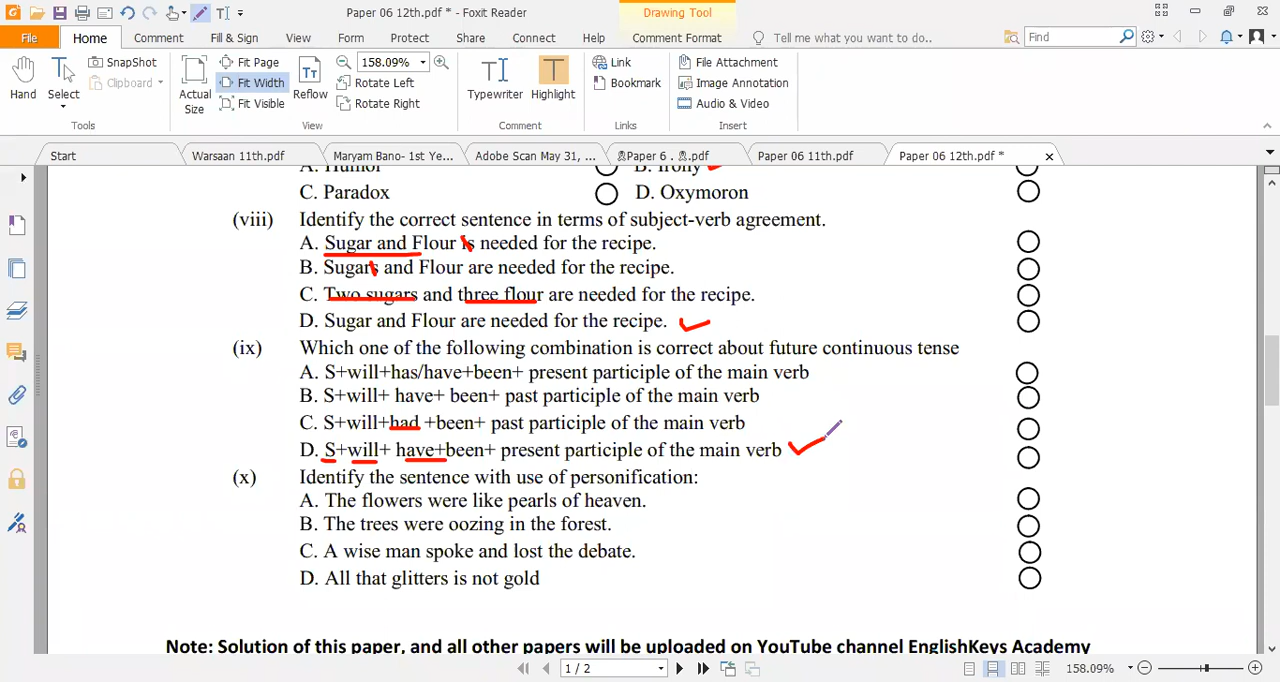 Paper 06 12th.pdf * - Foxit Reader
Drawing Tool
File Home Comment Fill & Sign View Form Protect Share Connect Help Comment Format Tell me what you want to do.. Find
Hand
Select
SnapShot
Clipboard
Actual Size
Fit Page
Fit Width
Fit Visible
Reflow
158.09%
Rotate Left
Rotate Right
Typewriter
Highlight
Link
Bookmark
File Attachment
Image Annotation
Audio & Video
Tools View Comment Links Insert
Start Warsaan 11th.pdf Maryam Bano- 1st Ye... Adobe Scan May 31, ... Paper 6 . .pdf Paper 06 11th.pdf Paper 06 12th.pdf *
A. Humor B. Irony
C. Paradox D. Oxymoron
(viii) Identify the correct sentence in terms of subject-verb agreement.
A. Sugar and Flour is needed for the recipe.
B. Sugars and Flour are needed for the recipe.
C. Two sugars and three flour are needed for the recipe.
D. Sugar and Flour are needed for the recipe.
(ix) Which one of the following combination is correct about future continuous tense
A. S+will+has/have+been+ present participle of the main verb
B. S+will+ have+ been+ past participle of the main verb
C. S+will+had +been+ past participle of the main verb
D. S+will+ have+been+ present participle of the main verb
(x) Identify the sentence with use of personification:
A. The flowers were like pearls of heaven.
B. The trees were oozing in the forest.
C. A wise man spoke and lost the debate.
D. All that glitters is not gold
Note: Solution of this paper, and all other papers will be uploaded on YouTube channel EnglishKeys Academy
1 / 2 158.09%